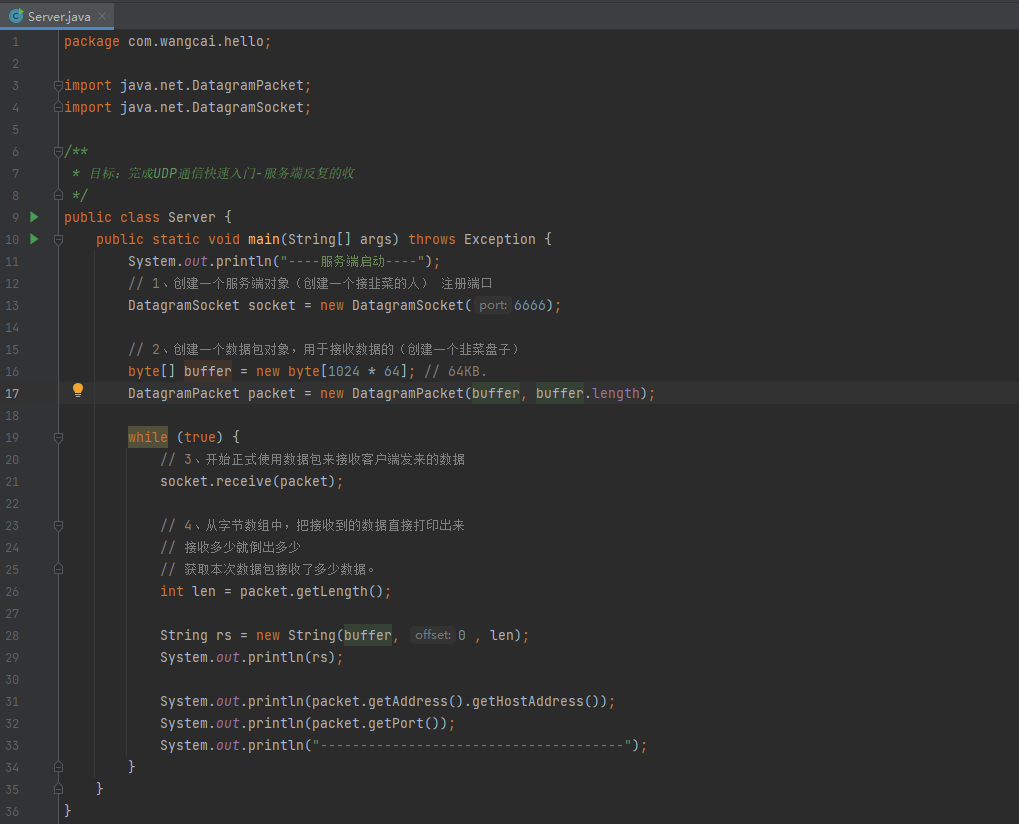 Server.java
1 package com.wangcai.hello;
2
3 import java.net.DatagramPacket;
4 import java.net.DatagramSocket;
5
6 /**
7 * 目标：完成UDP通信快速入门-服务端反复的收
8 */
9 public class Server {
10 public static void main(String[] args) throws Exception {
11 System.out.println("----服务端启动----");
12 // 1、创建一个服务端对象（创建一个接韭菜的人） 注册端口
13 DatagramSocket socket = new DatagramSocket( port: 6666);
14
15 // 2、创建一个数据包对象，用于接收数据的（创建一个韭菜盘子）
16 byte[] buffer = new byte[1024 * 64]; // 64KB.
17 DatagramPacket packet = new DatagramPacket(buffer, buffer.length);
18
19 while (true) {
20 // 3、开始正式使用数据包来接收客户端发来的数据
21 socket.receive(packet);
22
23 // 4、从字节数组中，把接收到的数据直接打印出来
24 // 接收多少就倒出多少
25 // 获取本次数据包接收了多少数据。
26 int len = packet.getLength();
27
28 String rs = new String(buffer, offset: 0 , len);
29 System.out.println(rs);
30
31 System.out.println(packet.getAddress().getHostAddress());
32 System.out.println(packet.getPort());
33 System.out.println("--------------------------------------");
34 }
35 }
36 }